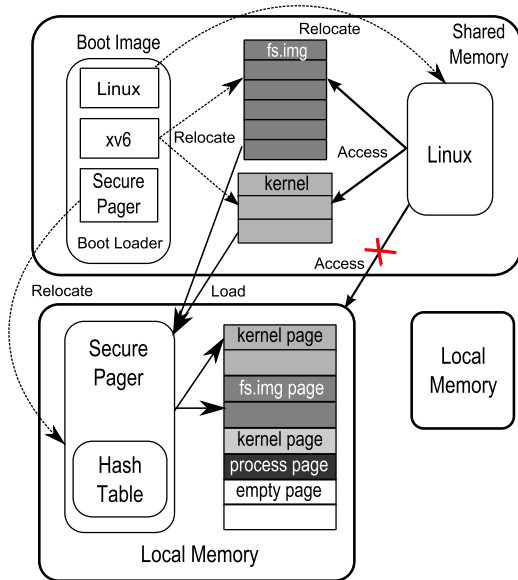 Relocate
Boot Image
fs.img
Shared
Memory
Linux
xv6
Relocate
Secure
Pager
Boot Loader
Access
Linux
kernel
Access
Relocate
Load
Secure
Pager
kernel page
fs.img page
kernel page
process page
empty page
Hash
Table
Local Memory
Local
Memory